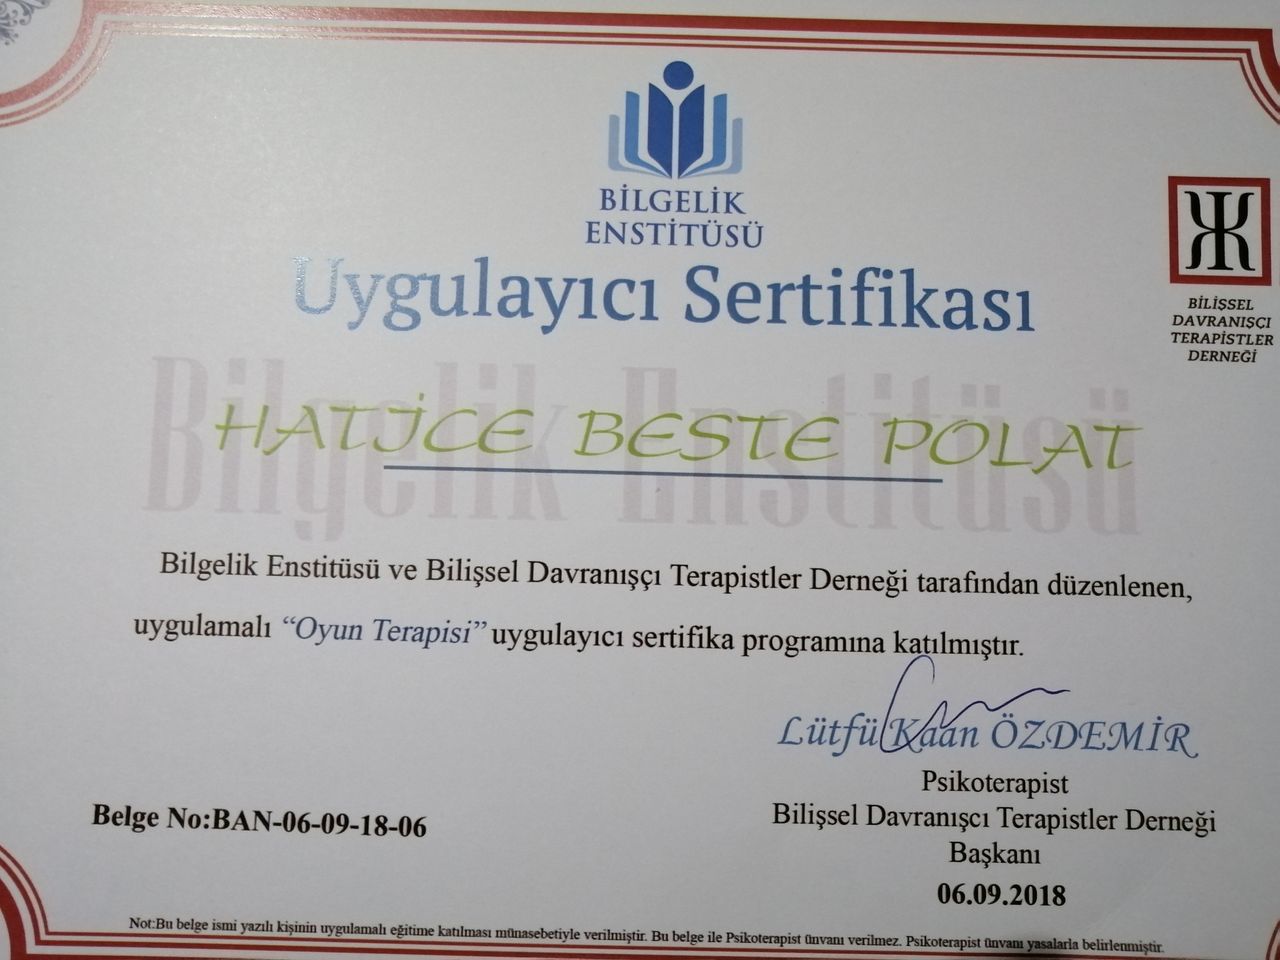 BİLGELİK
ENSTİTÜSÜ
Uygulayıcı Sertifikası
BİLİŞSEL
DAVRANIŞÇI
TERAPİSTLER
DERNEĞİ
Bilgelik Enstitüsü
HATİCE BESTE POLAT
Bilgelik Enstitüsü ve Bilişsel Davranışçı Terapistler Derneği tarafından düzenlenen,
uygulamalı “Oyun Terapisi” uygulayıcı sertifika programına katılmıştır.
Lütfü Kaan ÖZDEMİR
Psikoterapist
Bilişsel Davranışcı Terapistler Derneği
Başkanı
06.09.2018
Belge No:BAN-06-09-18-06
Not:Bu belge ismi yazılı kişinin uygulamalı eğitime katılması münasebetiyle verilmiştir. Bu belge ile Psikoterapist ünvanı verilmez. Psikoterapist ünvanı yasalarla belirlenmiştir.